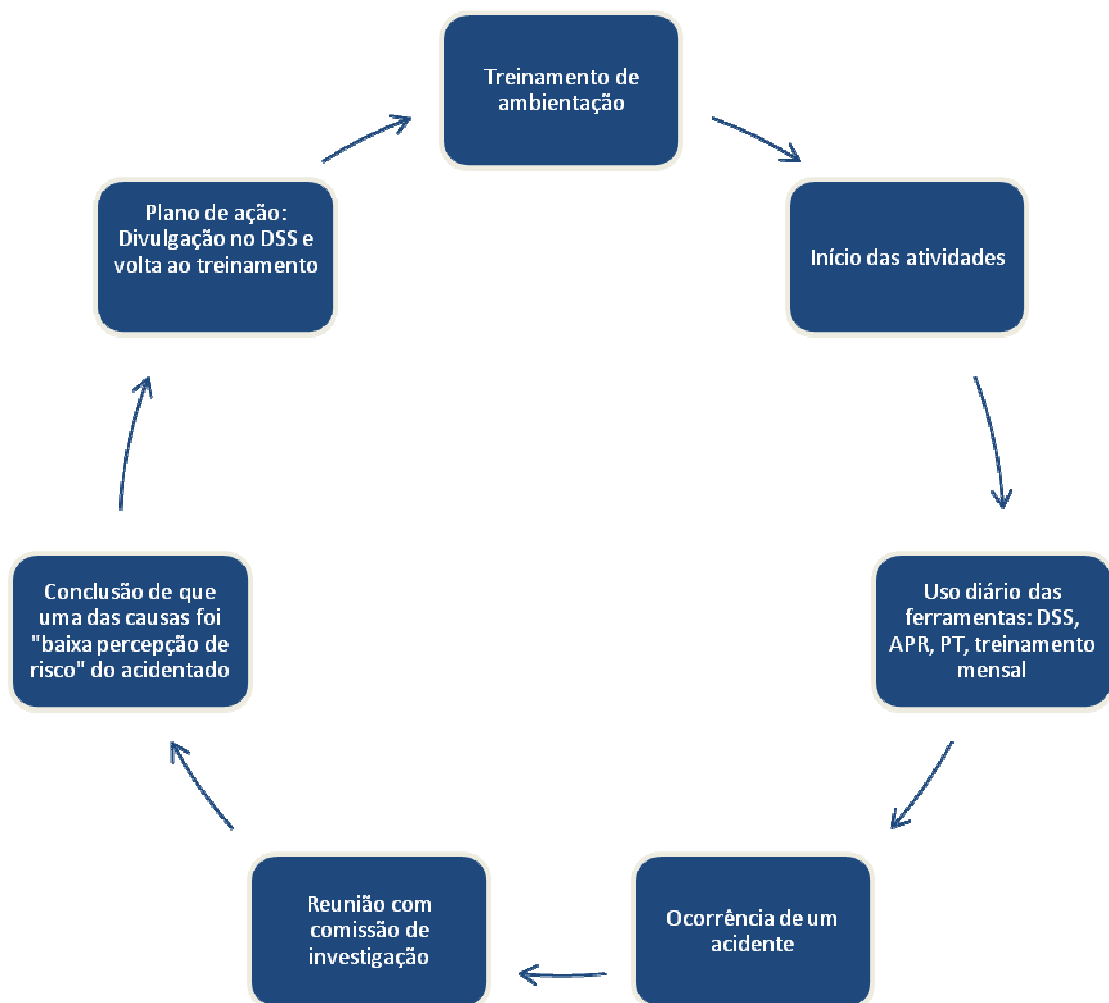 Treinamento de
ambientação
Início das atividades
Uso diário das
ferramentas: DSS,
APR, PT, treinamento
mensal
Ocorrência de um
acidente
Reunião com
comissão de
investigação
Conclusão de que
uma das causas foi
"baixa percepção de
risco" do acidentado
Plano de ação:
Divulgação no DSS e
volta ao treinamento